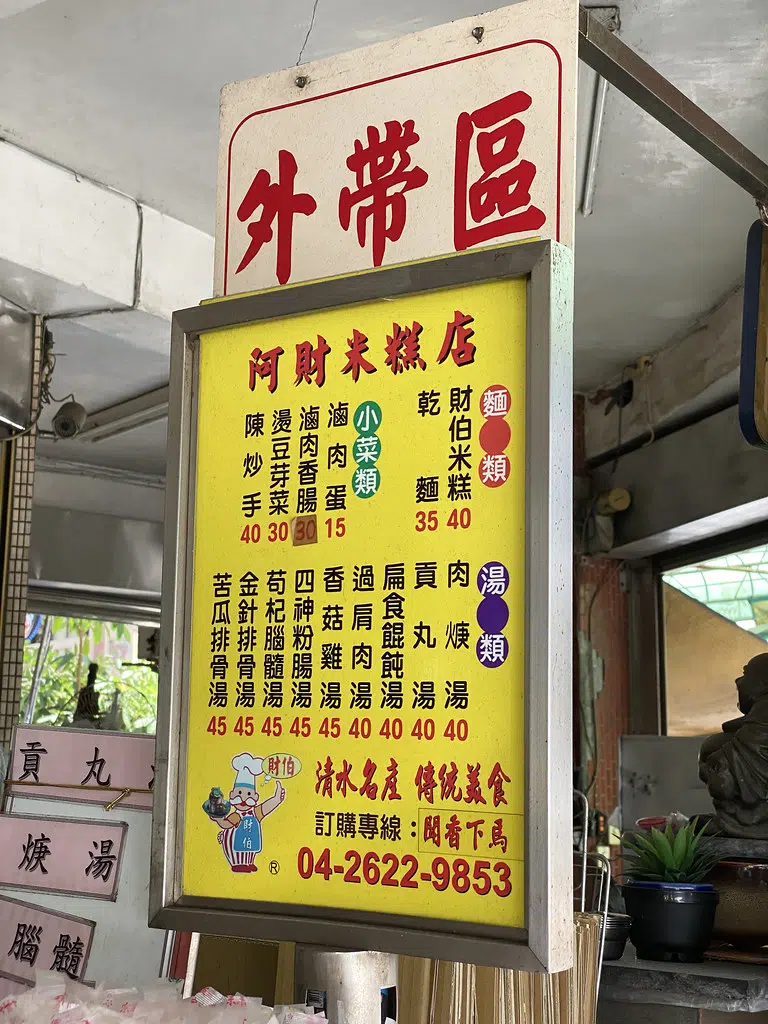 外帶區
阿財米糕店
麵類
財伯米糕 40
乾麵 35
小菜類
滷肉蛋 15
滷肉香腸 30
燙豆芽菜 30
陳炒手 40
湯類
肉焿湯 40
貢丸湯 40
扁食餛飩湯 40
過肩肉湯 40
香菇雞湯 45
四神粉腸湯 45
茍杞腦髓湯 45
金針排骨湯 45
苦瓜排骨湯 45
財伯
財伯
®
清水名產 傳統美食
訂購專線：聞香下馬
04-2622-9853
貢丸
焿湯
腦髓